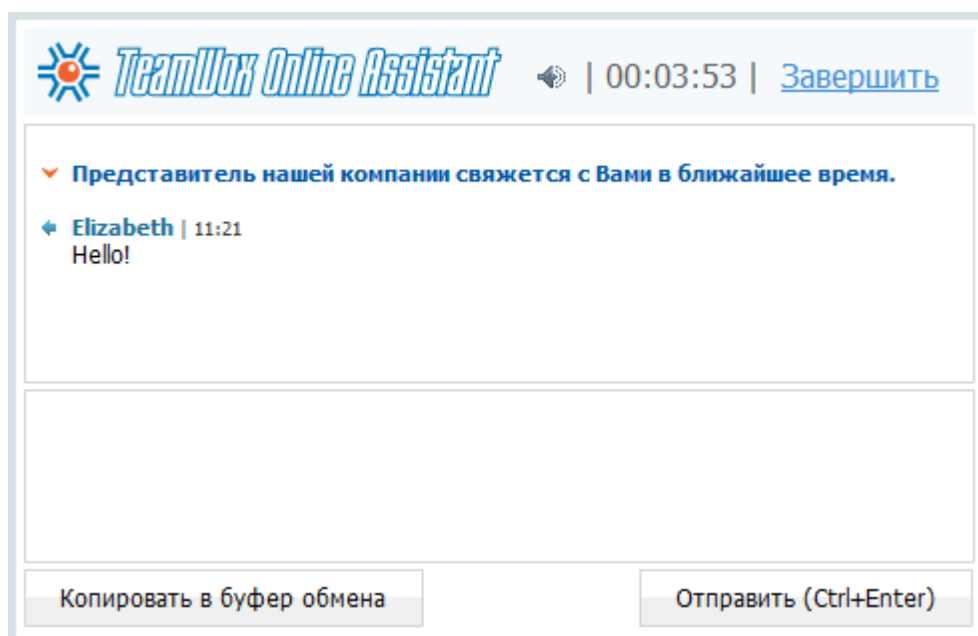 TeamWox Online Assistant | 00:03:53 | Завершить
Представитель нашей компании свяжется с Вами в ближайшее время.
Elizabeth | 11:21
Hello!
Копировать в буфер обмена
Отправить (Ctrl+Enter)